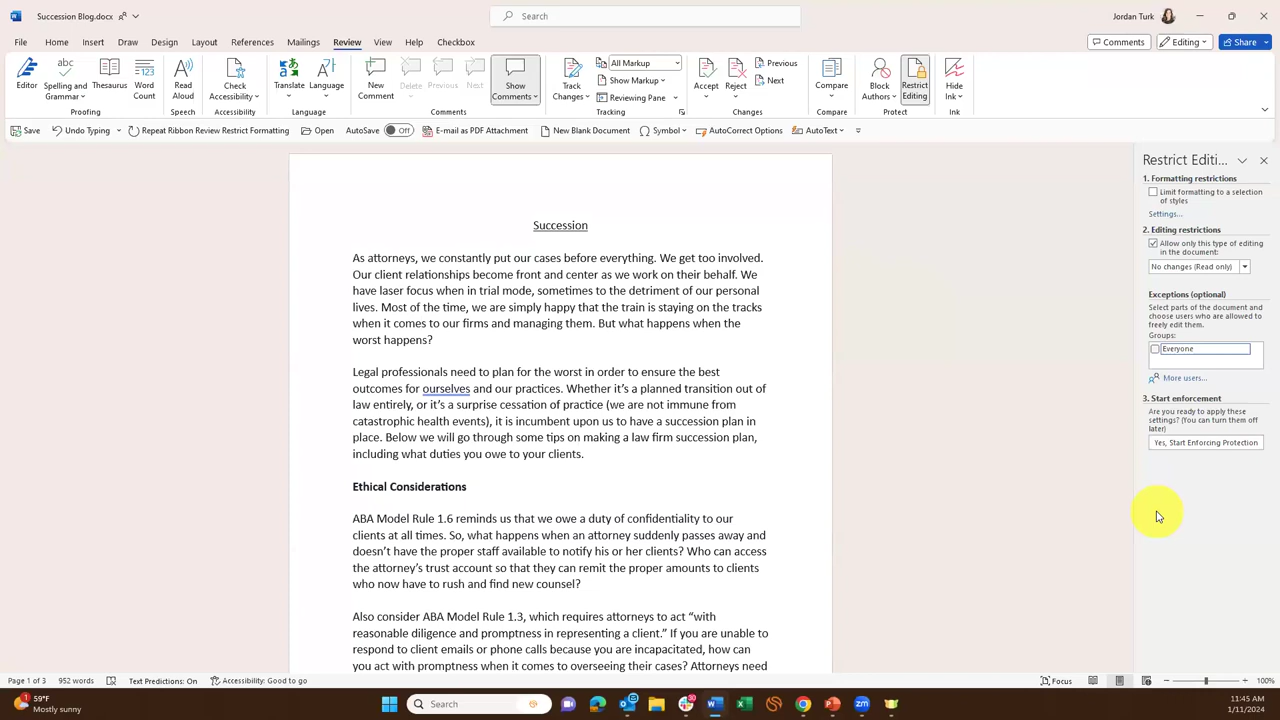 Succession Blog.docx
Search
Jordan Turk
File Home Insert Draw Design Layout References Mailings Review View Help Checkbox
Comments Editing Share
Editor
Spelling and Grammar
Thesaurus
Word Count
Read Aloud
Check Accessibility
Translate
Language
New Comment
Delete
Previous
Next
Show Comments
Track Changes
All Markup
Show Markup
Reviewing Pane
Accept
Reject
Previous
Next
Compare
Block Authors
Restrict Editing
Hide Ink
Proofing Speech Accessibility Language Comments Tracking Changes Compare Protect Ink
Save Undo Typing Repeat Ribbon Review Restrict Formatting Open AutoSave Off E-mail as PDF Attachment New Blank Document Symbol AutoCorrect Options AutoText
Succession
As attorneys, we constantly put our cases before everything. We get too involved.
Our client relationships become front and center as we work on their behalf. We
have laser focus when in trial mode, sometimes to the detriment of our personal
lives. Most of the time, we are simply happy that the train is staying on the tracks
when it comes to our firms and managing them. But what happens when the
worst happens?
Legal professionals need to plan for the worst in order to ensure the best
outcomes for ourselves and our practices. Whether it's a planned transition out of
law entirely, or it's a surprise cessation of practice (we are not immune from
catastrophic health events), it is incumbent upon us to have a succession plan in
place. Below we will go through some tips on making a law firm succession plan,
including what duties you owe to your clients.
Ethical Considerations
ABA Model Rule 1.6 reminds us that we owe a duty of confidentiality to our
clients at all times. So, what happens when an attorney suddenly passes away and
doesn't have the proper staff available to notify his or her clients? Who can access
the attorney's trust account so that they can remit the proper amounts to clients
who now have to rush and find new counsel?
Also consider ABA Model Rule 1.3, which requires attorneys to act “with
reasonable diligence and promptness in representing a client.” If you are unable to
respond to client emails or phone calls because you are incapacitated, how can
you act with promptness when it comes to overseeing their cases? Attorneys need
Restrict Editi...
1. Formatting restrictions
Limit formatting to a selection
of styles
Settings...
2. Editing restrictions
Allow only this type of editing
in the document:
No changes (Read only)
Exceptions (optional)
Select parts of the document and
choose users who are allowed to
freely edit them.
Groups:
Everyone
More users...
3. Start enforcement
Are you ready to apply these
settings? (You can turn them off
later)
Yes, Start Enforcing Protection
Page 1 of 3 952 words Text Predictions: On Accessibility: Good to go
Focus 100%
59°F
Mostly sunny
Search
30
11:45 AM
1/11/2024